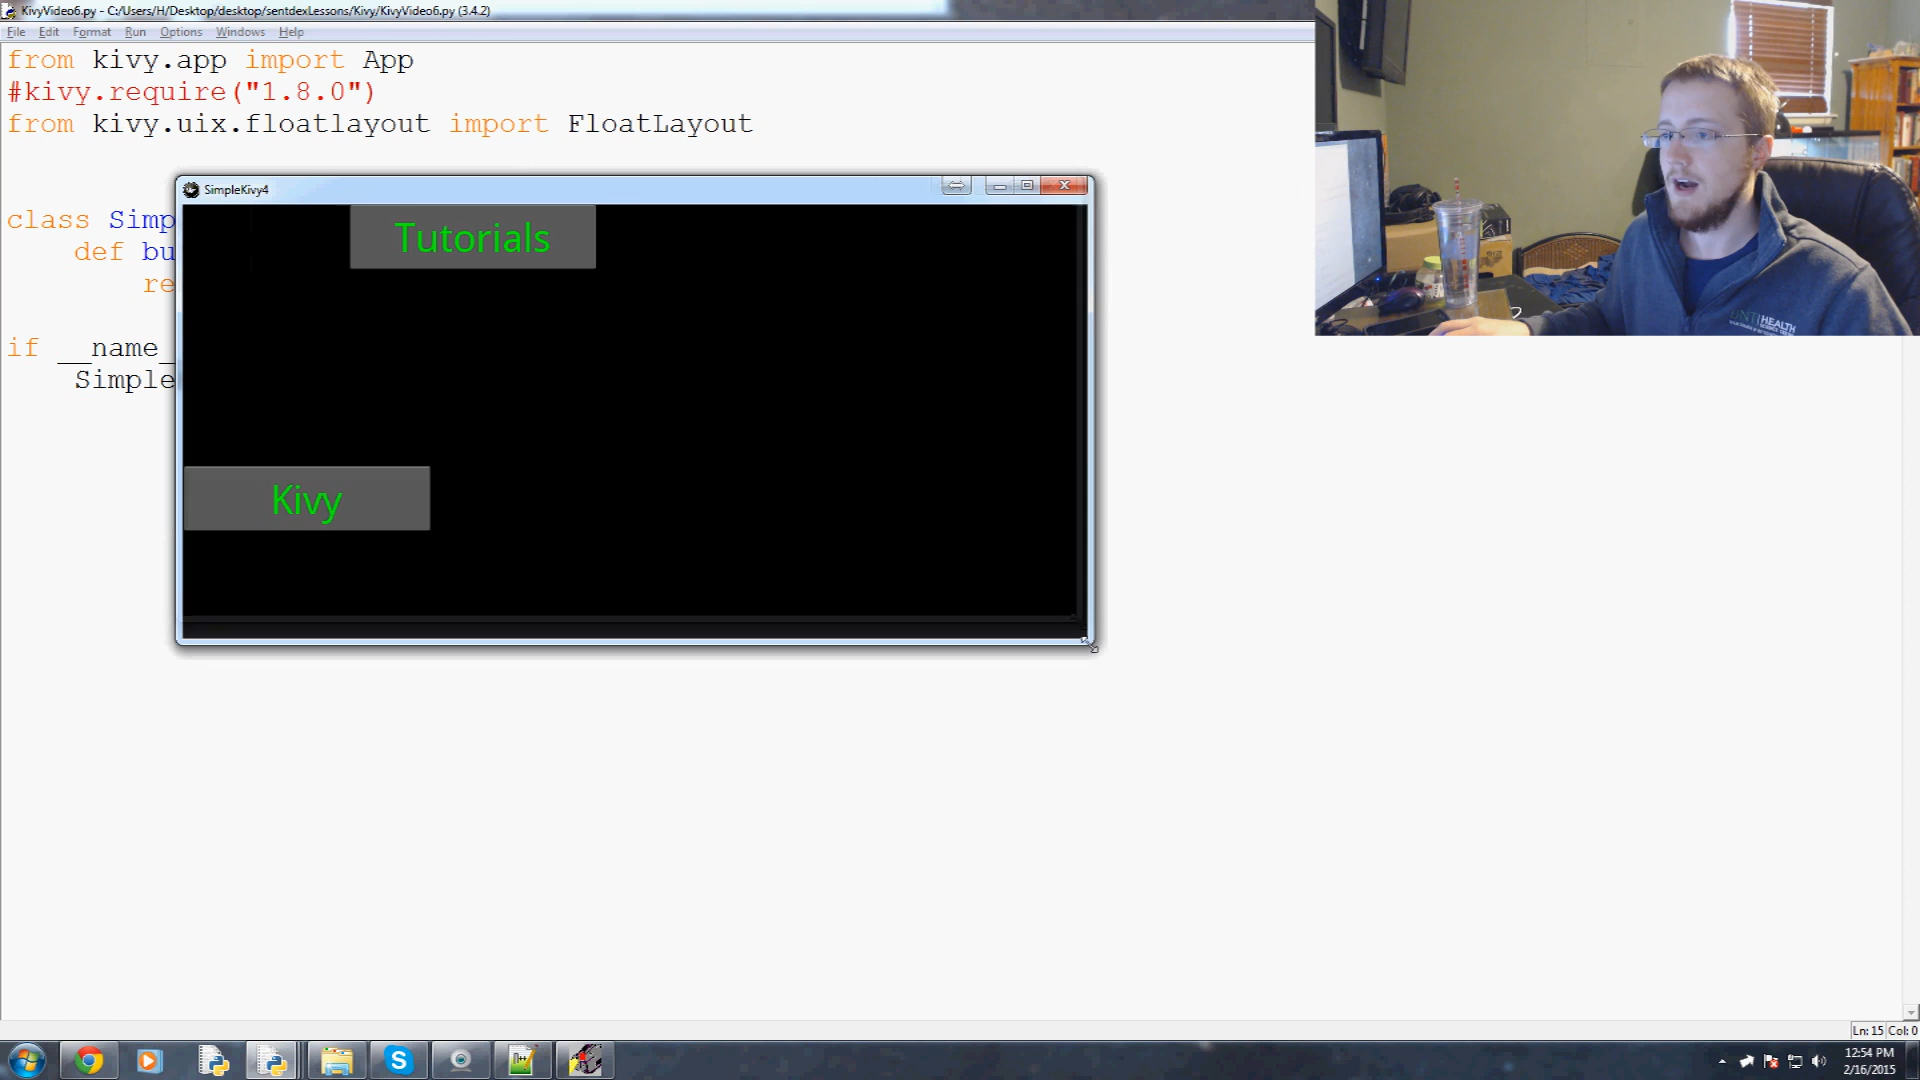 KivyVideo6.py - C:/Users/H/Desktop/desktop/sentdexLessons/Kivy/KivyVideo6.py (3.4.2)
File Edit Format Run Options Windows Help
from kivy.app import App
#kivy.require("1.8.0")
from kivy.uix.floatlayout import FloatLayout
SimpleKivy4
class Simp
Tutorials
def bu
re
if __name_
Simple
Kivy
HEALTH
Ln: 15 Col: 0
12:54 PM
2/16/2015